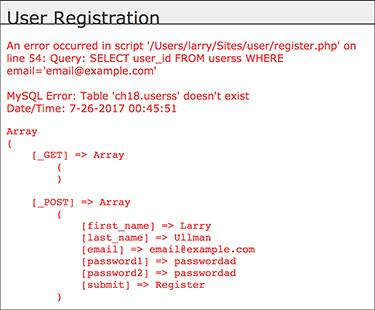 User Registration
An error occurred in script '/Users/larry/Sites/user/register.php' on
line 54: Query: SELECT user_id FROM userss WHERE
email='email@example.com'
MySQL Error: Table 'ch18.userss' doesn't exist
Date/Time: 7-26-2017 00:45:51
Array
(
    [_GET] => Array
        (
        )
    [_POST] => Array
        (
            [first_name] => Larry
            [last_name] => Ullman
            [email] => email@example.com
            [password1] => passwordad
            [password2] => passwordad
            [submit] => Register
        )